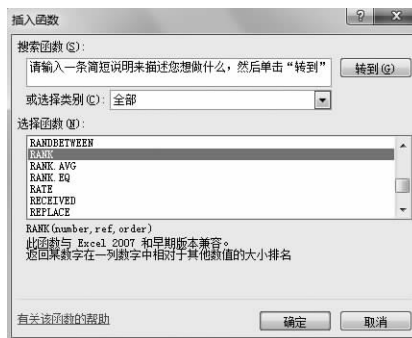 插入函数
搜索函数(S):
请输入一条简短说明来描述您想做什么，然后单击“转到”
转到(G)
或选择类别(C): 全部
选择函数(N):
RANDBETWEEN
RANK
RANK.AVG
RANK.EQ
RATE
RECEIVED
REPLACE
RANK(number,ref,order)
此函数与 Excel 2007 和早期版本兼容。
返回某数字在一列数字中相对于其他数值的大小排名
有关该函数的帮助
确定
取消